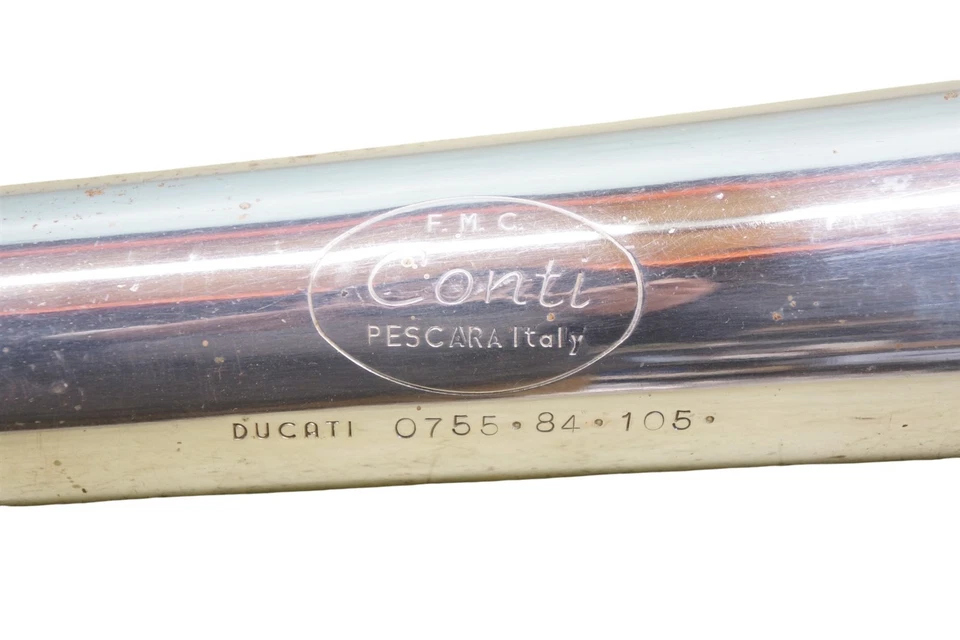 F. M. C.
Conti
PESCARA Italy
DUCATI 0755•84•105•